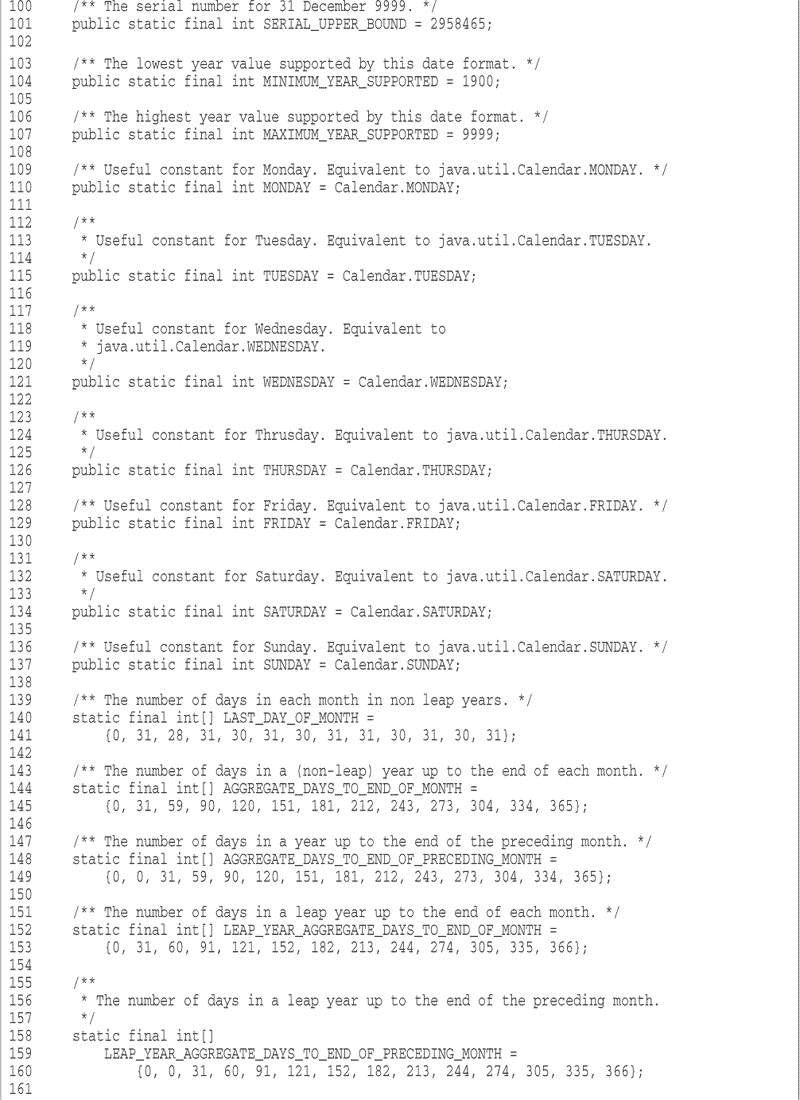 100 /** The serial number for 31 December 9999. */
101 public static final int SERIAL_UPPER_BOUND = 2958465;
102
103 /** The lowest year value supported by this date format. */
104 public static final int MINIMUM_YEAR_SUPPORTED = 1900;
105
106 /** The highest year value supported by this date format. */
107 public static final int MAXIMUM_YEAR_SUPPORTED = 9999;
108
109 /** Useful constant for Monday. Equivalent to java.util.Calendar.MONDAY. */
110 public static final int MONDAY = Calendar.MONDAY;
111
112 /**
113 * Useful constant for Tuesday. Equivalent to java.util.Calendar.TUESDAY.
114 */
115 public static final int TUESDAY = Calendar.TUESDAY;
116
117 /**
118 * Useful constant for Wednesday. Equivalent to
119 * java.util.Calendar.WEDNESDAY.
120 */
121 public static final int WEDNESDAY = Calendar.WEDNESDAY;
122
123 /**
124 * Useful constant for Thrusday. Equivalent to java.util.Calendar.THURSDAY.
125 */
126 public static final int THURSDAY = Calendar.THURSDAY;
127
128 /** Useful constant for Friday. Equivalent to java.util.Calendar.FRIDAY. */
129 public static final int FRIDAY = Calendar.FRIDAY;
130
131 /**
132 * Useful constant for Saturday. Equivalent to java.util.Calendar.SATURDAY.
133 */
134 public static final int SATURDAY = Calendar.SATURDAY;
135
136 /** Useful constant for Sunday. Equivalent to java.util.Calendar.SUNDAY. */
137 public static final int SUNDAY = Calendar.SUNDAY;
138
139 /** The number of days in each month in non leap years. */
140 static final int[] LAST_DAY_OF_MONTH =
141 {0, 31, 28, 31, 30, 31, 30, 31, 31, 30, 31, 30, 31};
142
143 /** The number of days in a (non-leap) year up to the end of each month. */
144 static final int[] AGGREGATE_DAYS_TO_END_OF_MONTH =
145 {0, 31, 59, 90, 120, 151, 181, 212, 243, 273, 304, 334, 365};
146
147 /** The number of days in a year up to the end of the preceding month. */
148 static final int[] AGGREGATE_DAYS_TO_END_OF_PRECEDING_MONTH =
149 {0, 0, 31, 59, 90, 120, 151, 181, 212, 243, 273, 304, 334, 365};
150
151 /** The number of days in a leap year up to the end of each month. */
152 static final int[] LEAP_YEAR_AGGREGATE_DAYS_TO_END_OF_MONTH =
153 {0, 31, 60, 91, 121, 152, 182, 213, 244, 274, 305, 335, 366};
154
155 /**
156 * The number of days in a leap year up to the end of the preceding month.
157 */
158 static final int[]
159 LEAP_YEAR_AGGREGATE_DAYS_TO_END_OF_PRECEDING_MONTH =
160 {0, 0, 31, 60, 91, 121, 152, 182, 213, 244, 274, 305, 335, 366};
161